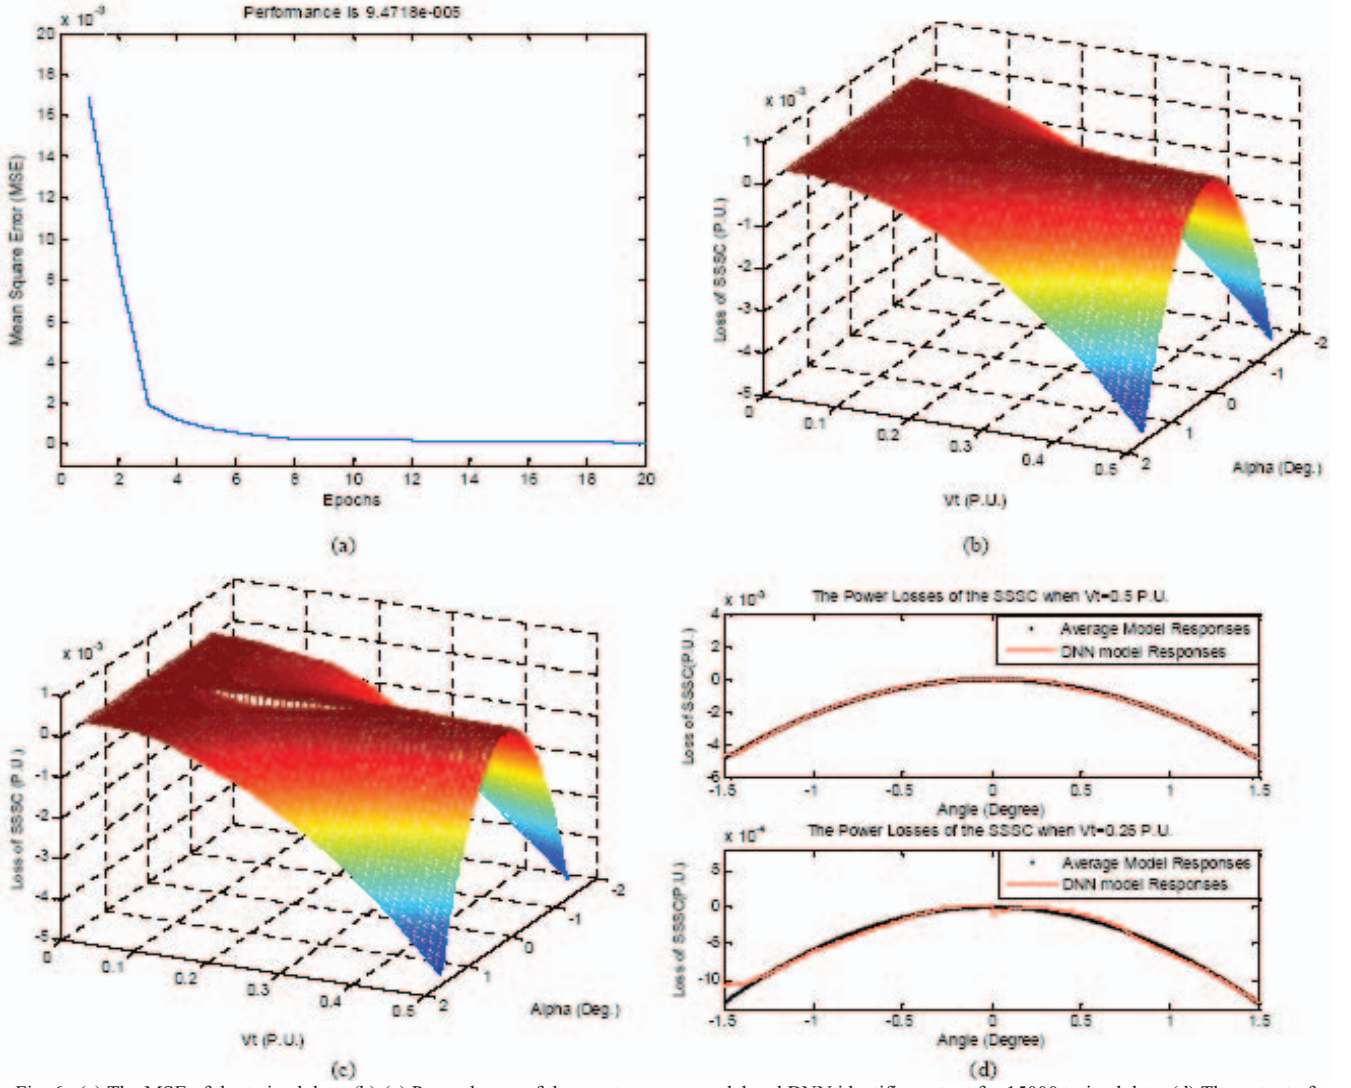 Performance is 9.4718e-005
x 10^-3
20
18
16
14
12
10
8
6
4
2
0
Mean Square Error (MSE)
0 2 4 6 8 10 12 14 16 18 20
Epochs
(a)
x 10^-3
1
0
-1
-2
-3
-4
-5
Loss of SSSC (P.U.)
0 0.1 0.2 0.3 0.4 0.5
Vt (P.U.)
2 1 0 -1 -2
Alpha (Deg.)
(b)
x 10^-3
1
0
-1
-2
-3
-4
-5
Loss of SSSC (P.U.)
0 0.1 0.2 0.3 0.4 0.5
Vt (P.U.)
2 1 0 -1 -2
Alpha (Deg.)
(c)
x 10^-3
The Power Losses of the SSSC when Vt=0.5 P.U.
Average Model Responses
DNN model Responses
4
2
0
-2
-4
-6
Loss of SSSC(P.U.)
-1.5 -1 -0.5 0 0.5 1 1.5
Angle (Degree)
x 10^-4
The Power Losses of the SSSC when Vt=0.25 P.U.
Average Model Responses
DNN model Responses
5
0
-5
-10
Loss of SSSC(P.U.)
-1.5 -1 -0.5 0 0.5 1 1.5
Angle (Degree)
(d)